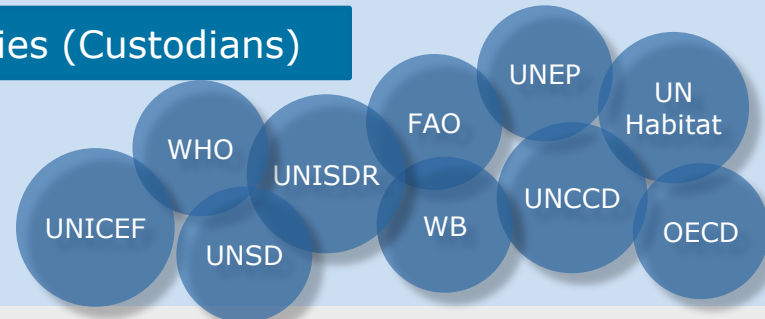 ies (Custodians)
UNEP
UN
Habitat
FAO
WHO
UNISDR
UNCCD
UNICEF
WB
OECD
UNSD